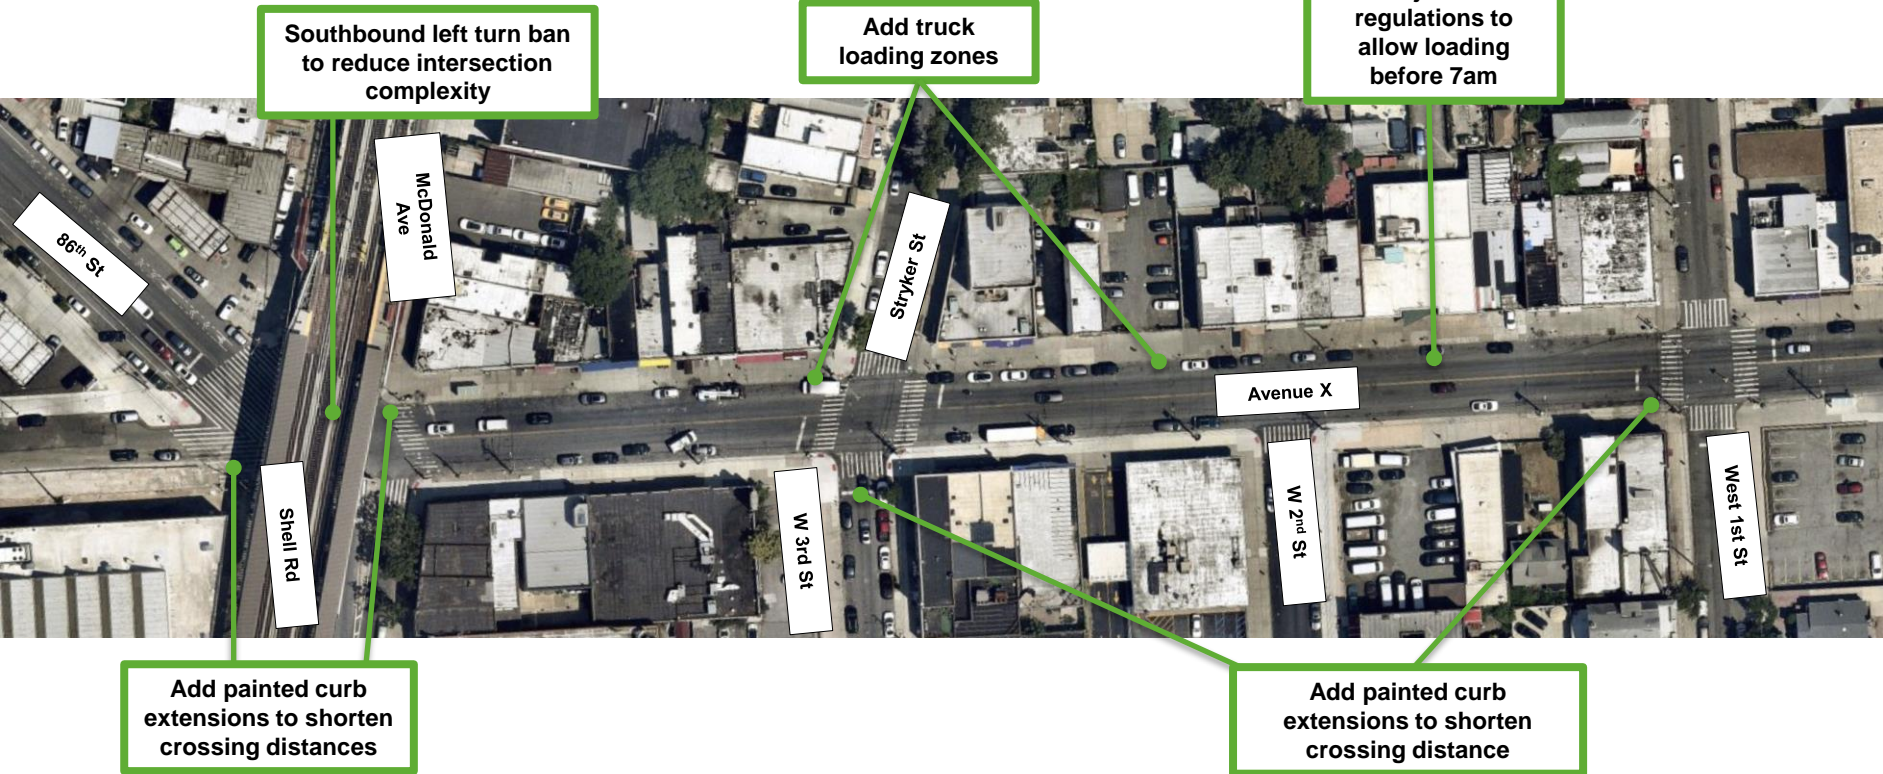 Southbound left turn ban
to reduce intersection
complexity
Add truck
loading zones
regulations to
allow loading
before 7am
86th St
McDonald
Ave
Stryker St
Avenue X
Shell Rd
W 3rd St
W 2nd St
West 1st St
Add painted curb
extensions to shorten
crossing distances
Add painted curb
extensions to shorten
crossing distance